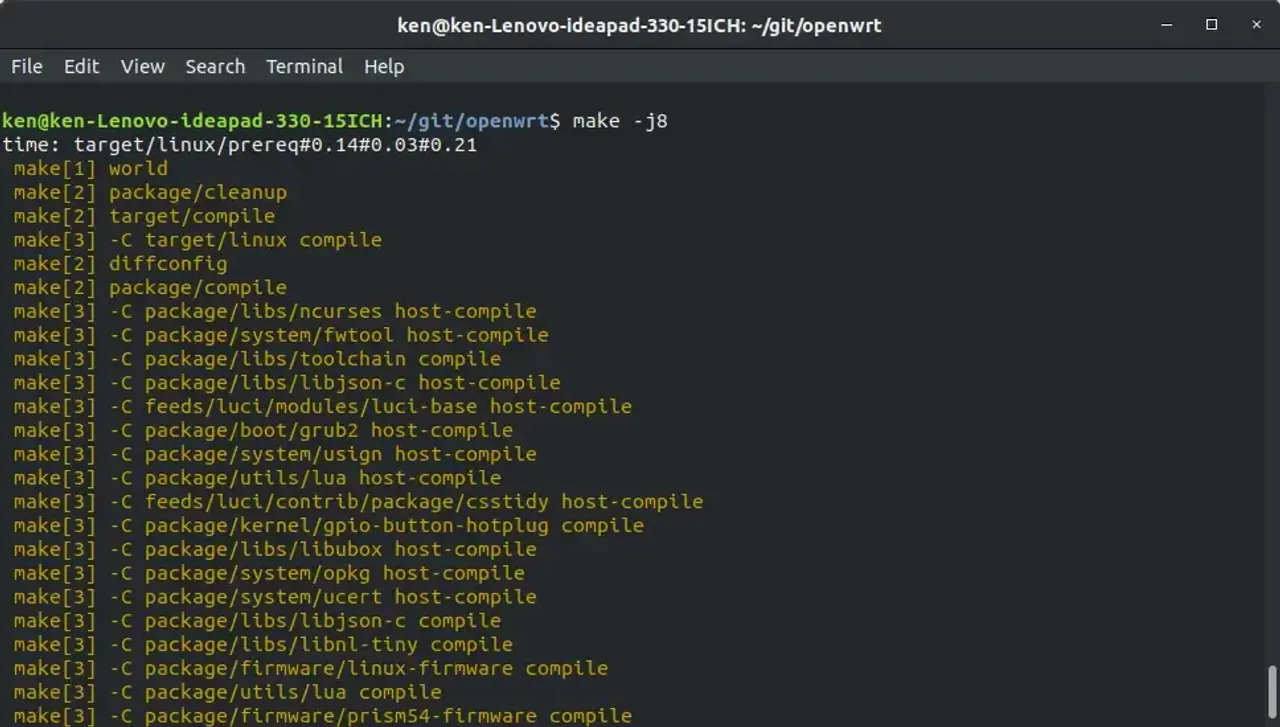 ken@ken-Lenovo-ideapad-330-15ICH: ~/git/openwrt
File Edit View Search Terminal Help
ken@ken-Lenovo-ideapad-330-15ICH:~/git/openwrt$ make -j8
time: target/linux/prereq#0.14#0.03#0.21
make[1] world
make[2] package/cleanup
make[2] target/compile
make[3] -C target/linux compile
make[2] diffconfig
make[2] package/compile
make[3] -C package/libs/ncurses host-compile
make[3] -C package/system/fwtool host-compile
make[3] -C package/libs/toolchain compile
make[3] -C package/libs/libjson-c host-compile
make[3] -C feeds/luci/modules/luci-base host-compile
make[3] -C package/boot/grub2 host-compile
make[3] -C package/system/usign host-compile
make[3] -C package/utils/lua host-compile
make[3] -C feeds/luci/contrib/package/csstidy host-compile
make[3] -C package/kernel/gpio-button-hotplug compile
make[3] -C package/libs/libubox host-compile
make[3] -C package/system/opkg host-compile
make[3] -C package/system/ucert host-compile
make[3] -C package/libs/libjson-c compile
make[3] -C package/libs/libnl-tiny compile
make[3] -C package/firmware/linux-firmware compile
make[3] -C package/utils/lua compile
make[3] -C package/firmware/prism54-firmware compile